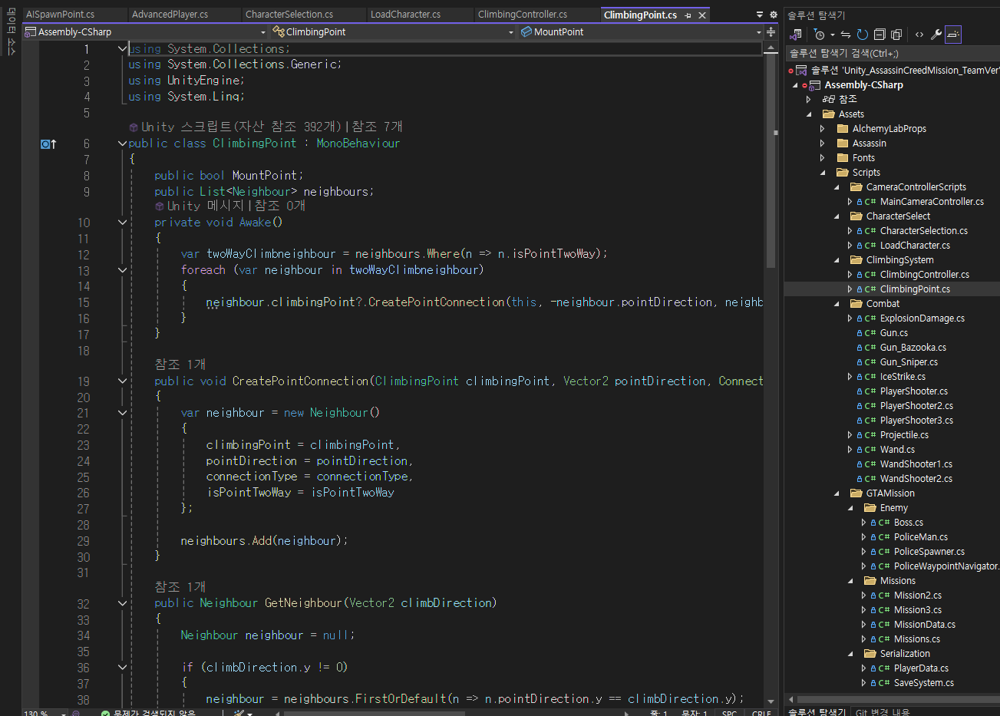 데이터 소스
AISpawnPoint.cs AdvancedPlayer.cs CharacterSelection.cs LoadCharacter.cs ClimbingController.cs ClimbingPoint.cs
Assembly-CSharp ClimbingPoint MountPoint
1 using System.Collections;
2 using System.Collections.Generic;
3 using UnityEngine;
4 using System.Linq;
5
Unity 스크립트(자산 참조 392개)|참조 7개
6 public class ClimbingPoint : MonoBehaviour
7 {
8 public bool MountPoint;
9 public List<Neighbour> neighbours;
Unity 메시지|참조 0개
10 private void Awake()
11 {
12 var twoWayClimbneighbour = neighbours.Where(n => n.isPointTwoWay);
13 foreach (var neighbour in twoWayClimbneighbour)
14 {
15 neighbour.climbingPoint?.CreatePointConnection(this, -neighbour.pointDirection, neighb
16 }
17 }
18
참조 1개
19 public void CreatePointConnection(ClimbingPoint climbingPoint, Vector2 pointDirection, Connect
20 {
21 var neighbour = new Neighbour()
22 {
23 climbingPoint = climbingPoint,
24 pointDirection = pointDirection,
25 connectionType = connectionType,
26 isPointTwoWay = isPointTwoWay
27 };
28
29 neighbours.Add(neighbour);
30 }
31
참조 1개
32 public Neighbour GetNeighbour(Vector2 climbDirection)
33 {
34 Neighbour neighbour = null;
35
36 if (climbDirection.y != 0)
37 {
38 neighbour = neighbours.FirstOrDefault(n => n.pointDirection.y == climbDirection.y);
130 % 문제가 검색되지 않음 줄: 1 문자: 1 SPC CRLF
솔루션 탐색기
솔루션 탐색기 검색(Ctrl+;)
솔루션 'Unity_AssassinCreedMission_TeamVer'
Assembly-CSharp
참조
Assets
AlchemyLabProps
Assassin
Fonts
Scripts
CameraControllerScripts
C# MainCameraController.cs
CharacterSelect
C# CharacterSelection.cs
C# LoadCharacter.cs
ClimbingSystem
C# ClimbingController.cs
C# ClimbingPoint.cs
Combat
C# ExplosionDamage.cs
C# Gun.cs
C# Gun_Bazooka.cs
C# Gun_Sniper.cs
C# IceStrike.cs
C# PlayerShooter.cs
C# PlayerShooter2.cs
C# PlayerShooter3.cs
C# Projectile.cs
C# Wand.cs
C# WandShooter1.cs
C# WandShooter2.cs
GTAMission
Enemy
C# Boss.cs
C# PoliceMan.cs
C# PoliceSpawner.cs
C# PoliceWaypointNavigator.
Missions
C# Mission2.cs
C# Mission3.cs
C# MissionData.cs
C# Missions.cs
Serialization
C# PlayerData.cs
C# SaveSystem.cs
솔루션 탐색기 Git 변경 내용